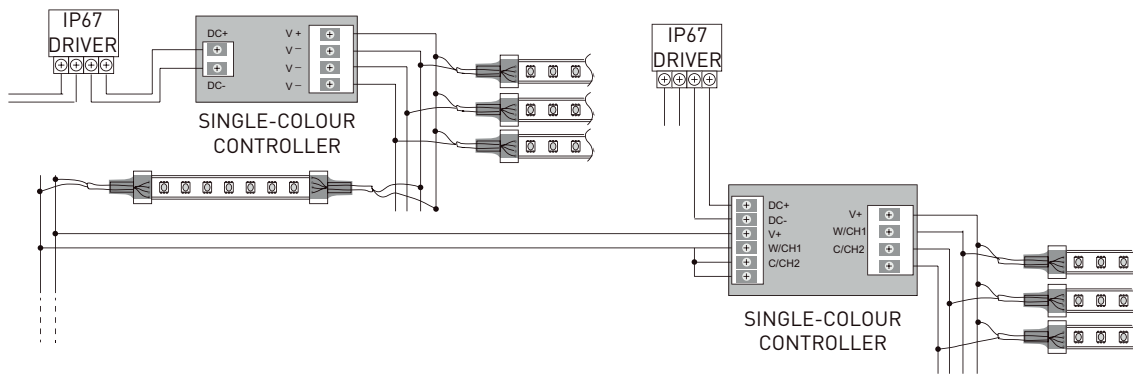 IP67
DRIVER
DC+
DC-
V+
V-
V-
V-
SINGLE-COLOUR
CONTROLLER
IP67
DRIVER
DC+
DC-
V+
W/CH1
C/CH2
V+
W/CH1
C/CH2
SINGLE-COLOUR
CONTROLLER